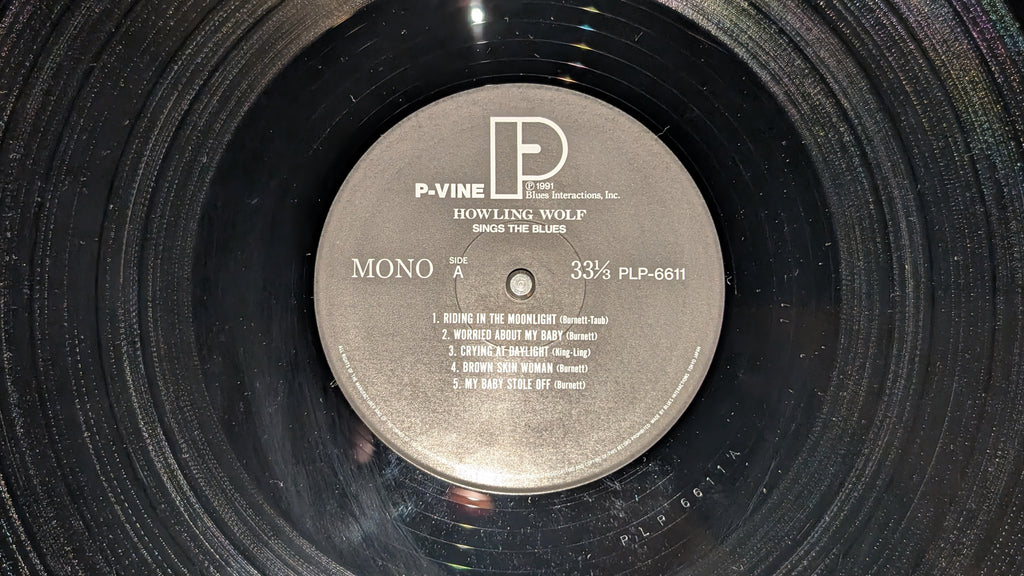 P
P-VINE
℗1991
Blues Interactions, Inc.
HOWLING WOLF
SINGS THE BLUES
MONO
SIDE
A
33⅓ PLP-6611
1. RIDING IN THE MOONLIGHT (Burnett-Taub)
2. WORRIED ABOUT MY BABY (Burnett)
3. CRYING AT DAYLIGHT (King-Ling)
4. BROWN SKIN WOMAN (Burnett)
5. MY BABY STOLE OFF (Burnett)
PLP 6611A